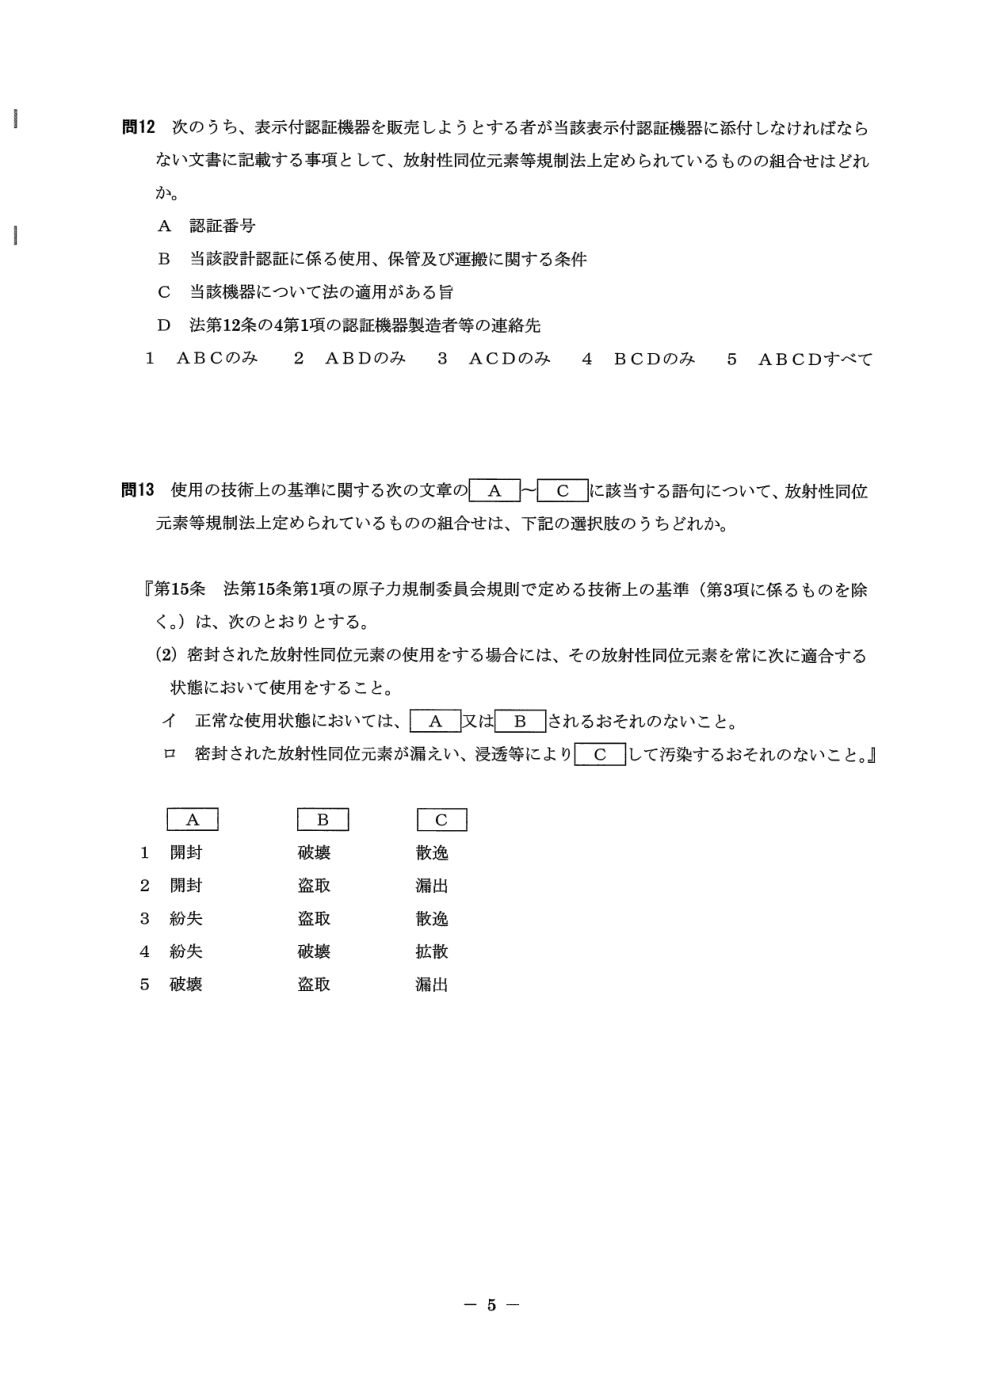 問12 次のうち、表示付認証機器を販売しようとする者が当該表示付認証機器に添付しなければなら
ない文書に記載する事項として、放射性同位元素等規制法上定められているものの組合せはどれ
か。
A 認証番号
B 当該設計認証に係る使用、保管及び運搬に関する条件
C 当該機器について法の適用がある旨
D 法第12条の4第1項の認証機器製造者等の連絡先
1 ABCのみ 2 ABDのみ 3 ACDのみ 4 BCDのみ 5 ABCDすべて
問13 使用の技術上の基準に関する次の文章の A ~ C に該当する語句について、放射性同位
元素等規制法上定められているものの組合せは、下記の選択肢のうちどれか。
『第15条 法第15条第1項の原子力規制委員会規則で定める技術上の基準（第3項に係るものを除
く。）は、次のとおりとする。
(2) 密封された放射性同位元素の使用をする場合には、その放射性同位元素を常に次に適合する
状態において使用をすること。
イ 正常な使用状態においては、 A 又は B されるおそれのないこと。
ロ 密封された放射性同位元素が漏えい、浸透等により C して汚染するおそれのないこと。』
A B C
1 開封 破壊 散逸
2 開封 盗取 漏出
3 紛失 盗取 散逸
4 紛失 破壊 拡散
5 破壊 盗取 漏出
― 5 ―